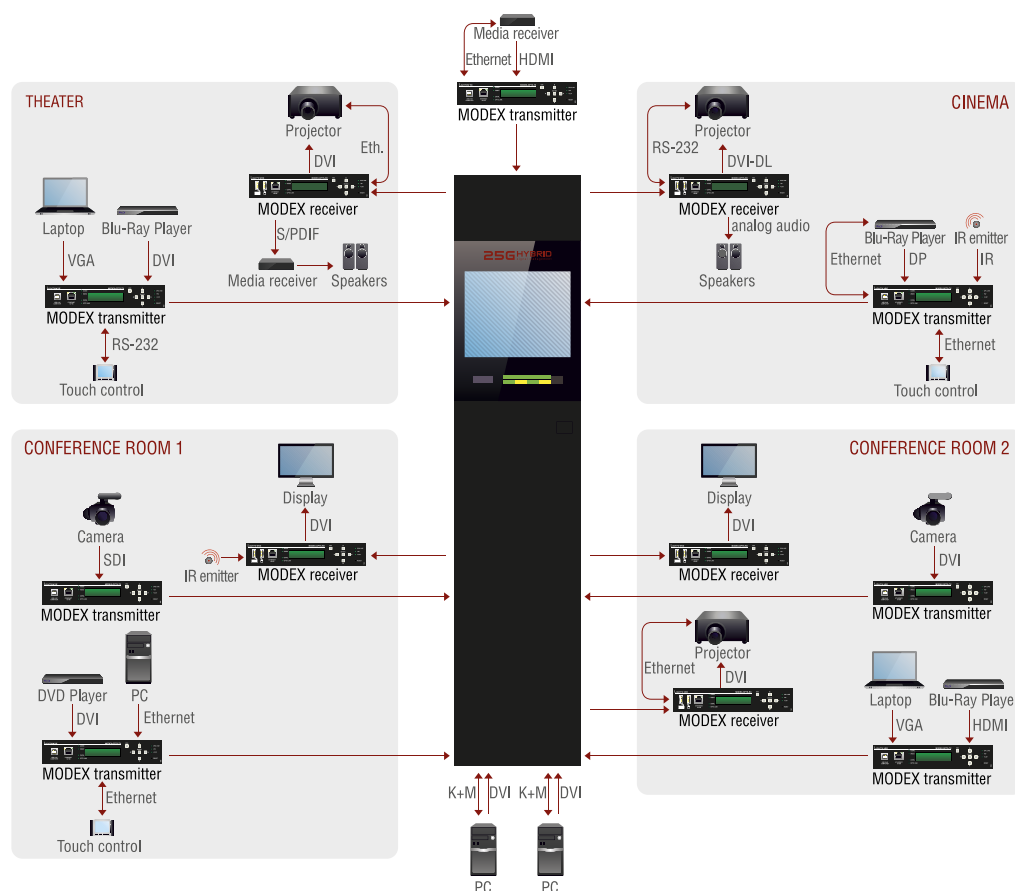 Media receiver
Ethernet HDMI
MODEX transmitter
THEATER
Projector
DVI
Eth.
MODEX receiver
S/PDIF
Media receiver
Speakers
Laptop
Blu-Ray Player
VGA
DVI
MODEX transmitter
RS-232
Touch control
25G HYBRID
CINEMA
Projector
RS-232
DVI-DL
MODEX receiver
analog audio
Speakers
Blu-Ray Player
IR emitter
Ethernet
DP
IR
MODEX transmitter
Ethernet
Touch control
CONFERENCE ROOM 1
Display
DVI
Camera
SDI
IR emitter
MODEX receiver
MODEX transmitter
DVD Player
PC
DVI
Ethernet
MODEX transmitter
Ethernet
Touch control
CONFERENCE ROOM 2
Display
DVI
MODEX receiver
Camera
DVI
MODEX transmitter
Projector
Ethernet
DVI
MODEX receiver
Laptop
Blu-Ray Playe
VGA
HDMI
MODEX transmitter
K+M DVI
K+M DVI
PC
PC